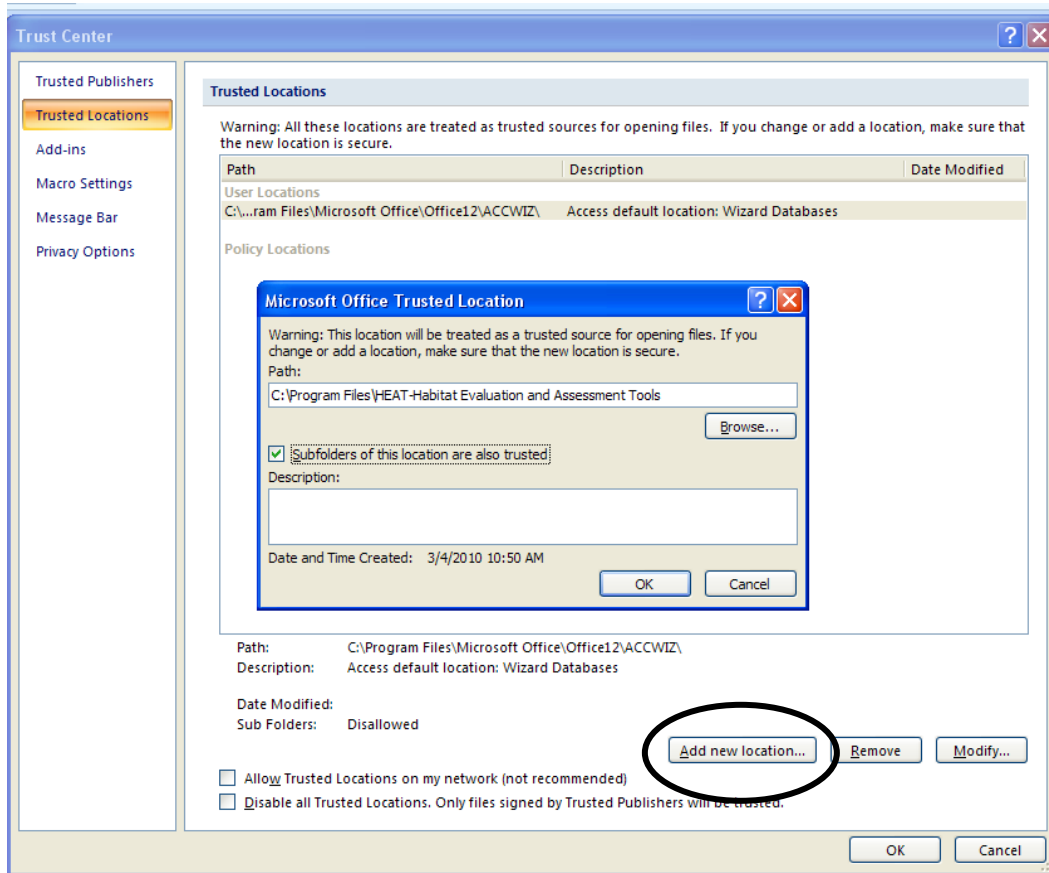 Trust Center
Trusted Publishers
Trusted Locations
Add-ins
Macro Settings
Message Bar
Privacy Options
Trusted Locations
Warning: All these locations are treated as trusted sources for opening files. If you change or add a location, make sure that
the new location is secure.
Path Description Date Modified
User Locations
C:\...ram Files\Microsoft Office\Office12\ACCWIZ\ Access default location: Wizard Databases
Policy Locations
Microsoft Office Trusted Location
Warning: This location will be treated as a trusted source for opening files. If you
change or add a location, make sure that the new location is secure.
Path:
C:\Program Files\HEAT-Habitat Evaluation and Assessment Tools
Browse...
Subfolders of this location are also trusted
Description:
Date and Time Created: 3/4/2010 10:50 AM
OK Cancel
Path: C:\Program Files\Microsoft Office\Office12\ACCWIZ\
Description: Access default location: Wizard Databases
Date Modified:
Sub Folders: Disallowed
Add new location... Remove Modify...
Allow Trusted Locations on my network (not recommended)
Disable all Trusted Locations. Only files signed by Trusted Publishers will be trusted.
OK Cancel